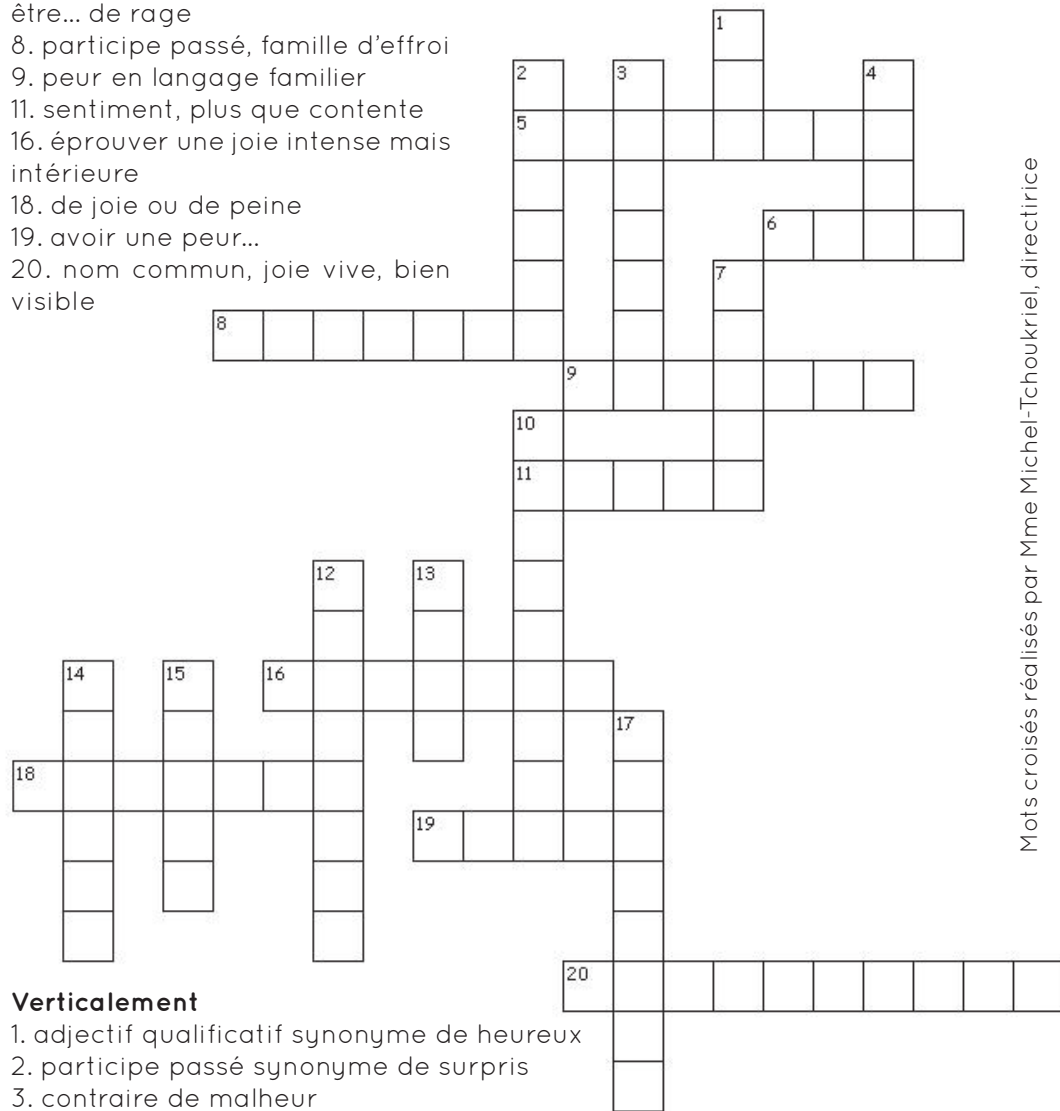 être... de rage
8. participe passé, famille d'effroi
9. peur en langage familier
11. sentiment, plus que contente
16. éprouver une joie intense mais
intérieure
18. de joie ou de peine
19. avoir une peur...
20. nom commun, joie vive, bien
visible
1
2
3
4
5
6
7
8
9
10
11
12
13
14
15
16
17
18
19
20
Mots croisés réalisés par Mme Michel-Tchoukriel, directirice
Verticalement
1. adjectif qualificatif synonyme de heureux
2. participe passé synonyme de surpris
3. contraire de malheur